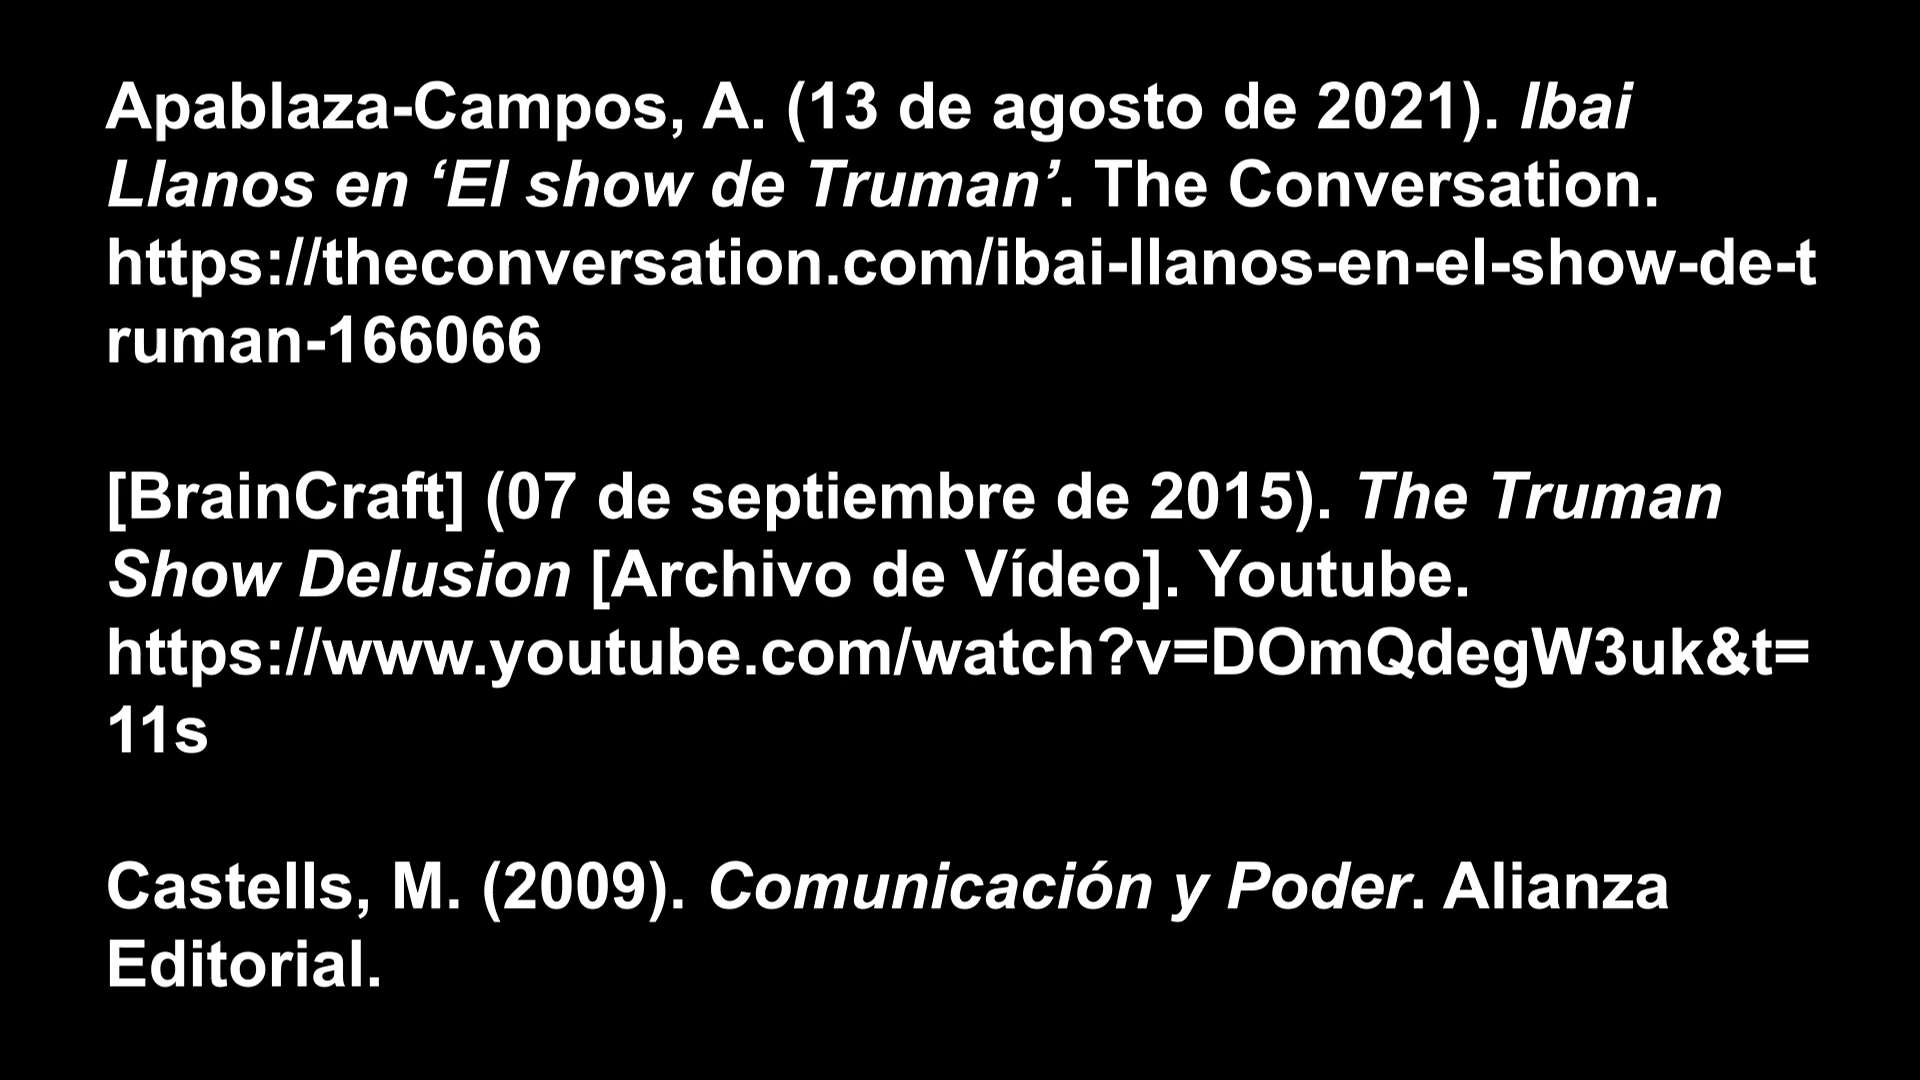 Apablaza-Campos, A. (13 de agosto de 2021). Ibai
Llanos en ‘El show de Truman’. The Conversation.
https://theconversation.com/ibai-llanos-en-el-show-de-t
ruman-166066
[BrainCraft] (07 de septiembre de 2015). The Truman
Show Delusion [Archivo de Vídeo]. Youtube.
https://www.youtube.com/watch?v=DOmQdegW3uk&t=
11s
Castells, M. (2009). Comunicación y Poder. Alianza
Editorial.